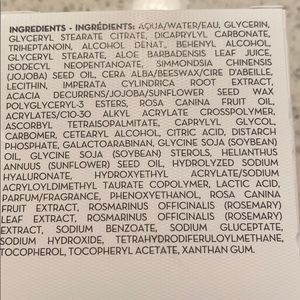 INGREDIENTS - INGRÉDIENTS: AQUA/WATER/EAU, GLYCERIN,
GLYCERYL STEARATE CITRATE, DICAPRYLYL CARBONATE,
TRIHEPTANOIN, ALCOHOL DENAT., BEHENYL ALCOHOL,
GLYCERYL STEARATE, ALOE BARBADENSIS LEAF JUICE,
ISODECYL NEOPENTANOATE, SIMMONDSIA CHINENSIS
(JOJOBA) SEED OIL, CERA ALBA/BEESWAX/CIRE D'ABEILLE,
LECITHIN, IMPERATA CYLINDRICA ROOT EXTRACT,
ACACIA DECURRENS/JOJOBA/SUNFLOWER SEED WAX
POLYGLYCERYL-3 ESTERS, ROSA CANINA FRUIT OIL,
ACRYLATES/C10-30 ALKYL ACRYLATE CROSSPOLYMER,
ASCORBYL TETRAISOPALMITATE, CAPRYLYL GLYCOL,
CARBOMER, CETEARYL ALCOHOL, CITRIC ACID, DISTARCH
PHOSPHATE, GALACTOARABINAN, GLYCINE SOJA (SOYBEAN)
OIL, GLYCINE SOJA (SOYBEAN) STEROLS, HELIANTHUS
ANNUUS (SUNFLOWER) SEED OIL, HYDROLYZED SODIUM
HYALURONATE, HYDROXYETHYL ACRYLATE/SODIUM
ACRYLOYLDIMETHYL TAURATE COPOLYMER, LACTIC ACID,
PARFUM/FRAGRANCE, PHENOXYETHANOL, ROSA CANINA
FRUIT EXTRACT, ROSMARINUS OFFICINALIS (ROSEMARY)
LEAF EXTRACT, ROSMARINUS OFFICINALIS (ROSEMARY)
EXTRACT, SODIUM BENZOATE, SODIUM GLUCEPTATE,
SODIUM HYDROXIDE, TETRAHYDRODIFERULOYLMETHANE,
TOCOPHEROL, TOCOPHERYL ACETATE, XANTHAN GUM.